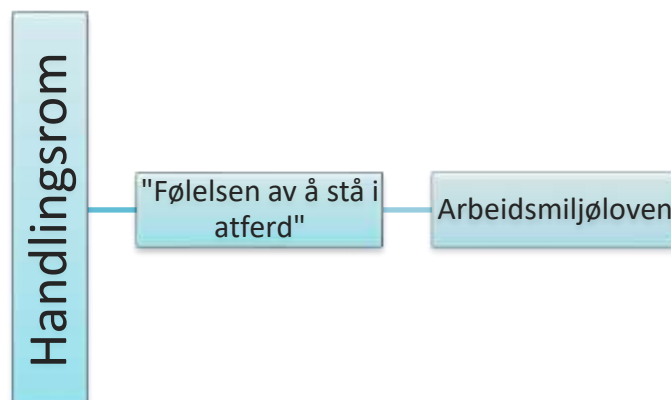 Handlingsrom
"Følelsen av å stå i
atferd"
Arbeidsmiljøloven